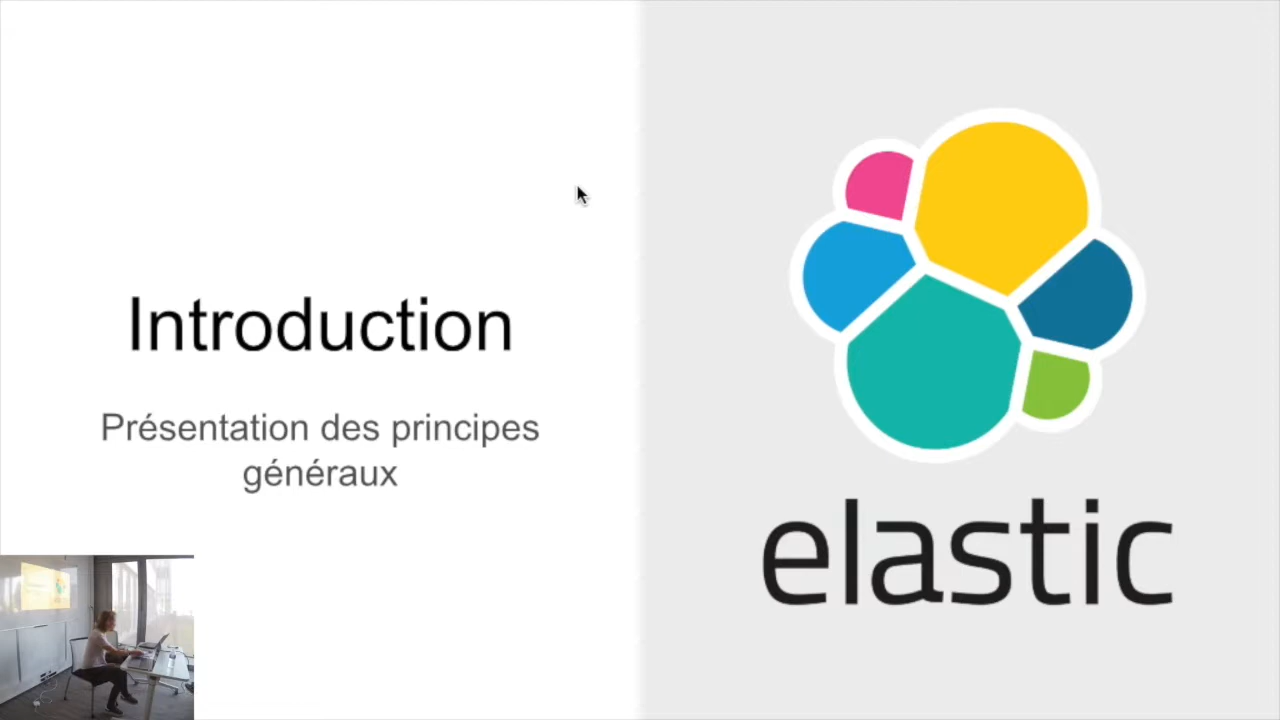 Introduction
Présentation des principes
généraux
elastic